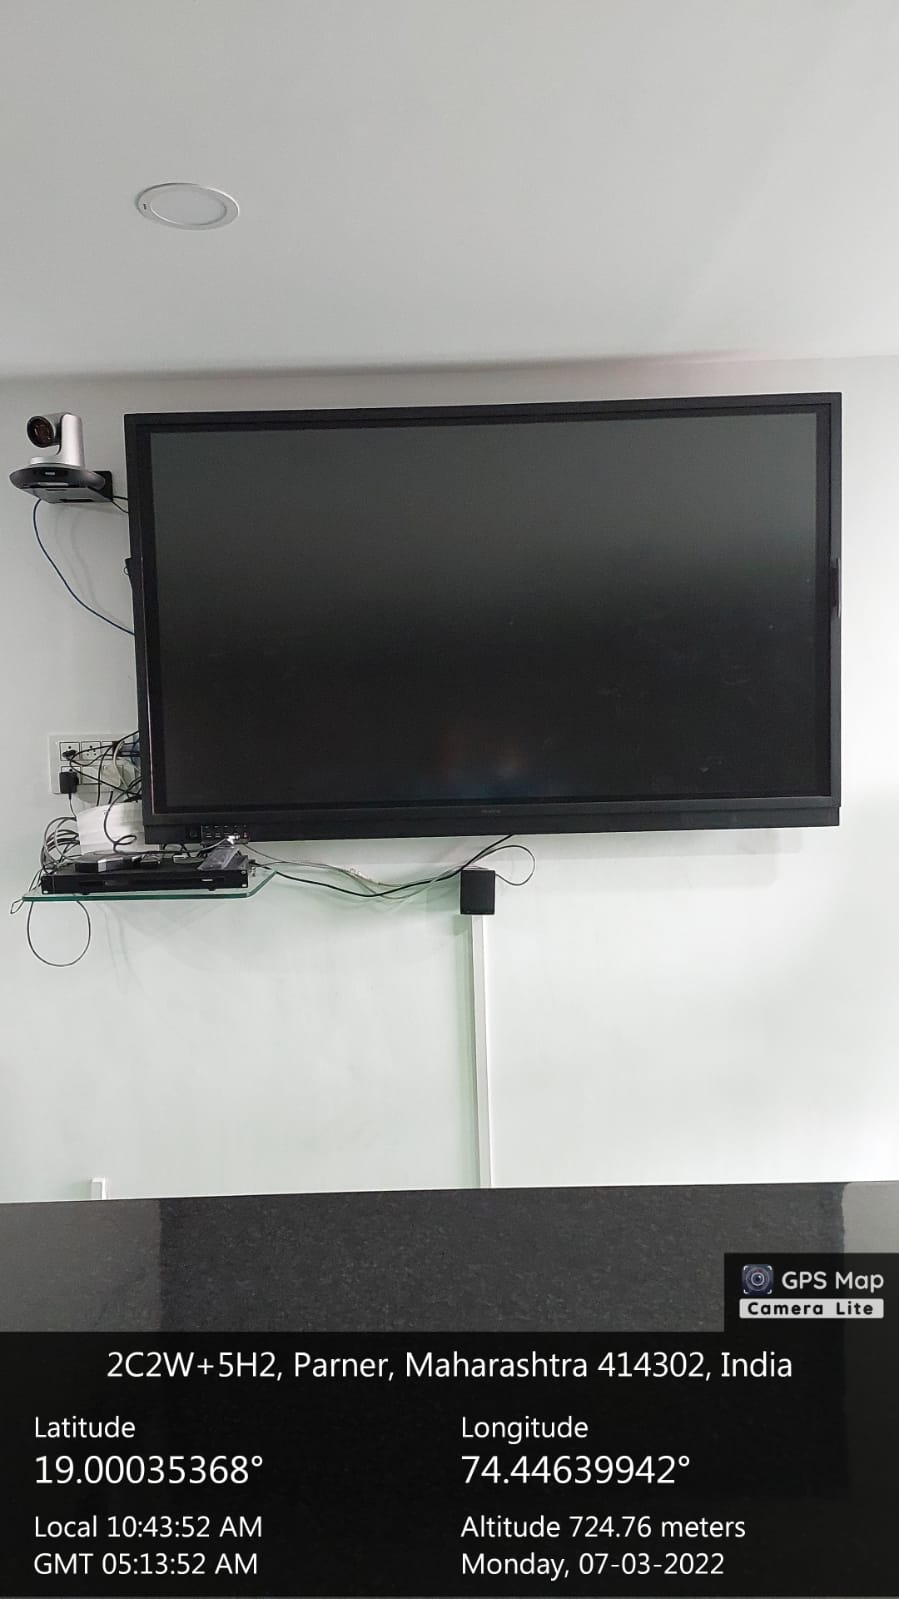 GPS Map
Camera Lite
2C2W+5H2, Parner, Maharashtra 414302, India
Latitude
19.00035368°
Longitude
74.44639942°
Local 10:43:52 AM
GMT 05:13:52 AM
Altitude 724.76 meters
Monday, 07-03-2022